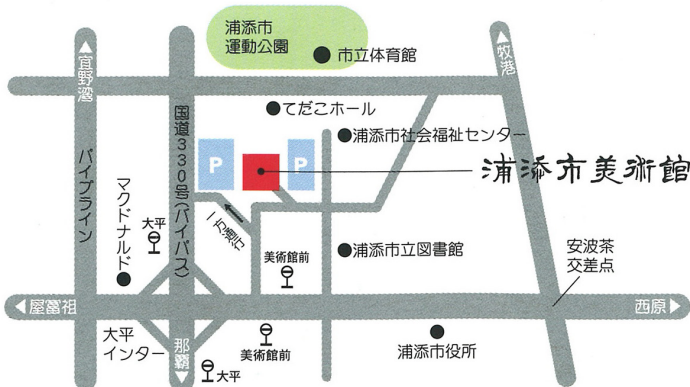 浦添市
運動公園
市立体育館
▲牧港
▲宜野湾
てだこホール
国道330号(バイパス)
浦添市社会福祉センター
P
P
浦添市美術館
パイプライン
マクドナルド
大平
一方通行
美術館前
浦添市立図書館
安波茶
交差点
◀屋富祖
西原▶
大平
インター
那覇▼
美術館前
浦添市役所
大平